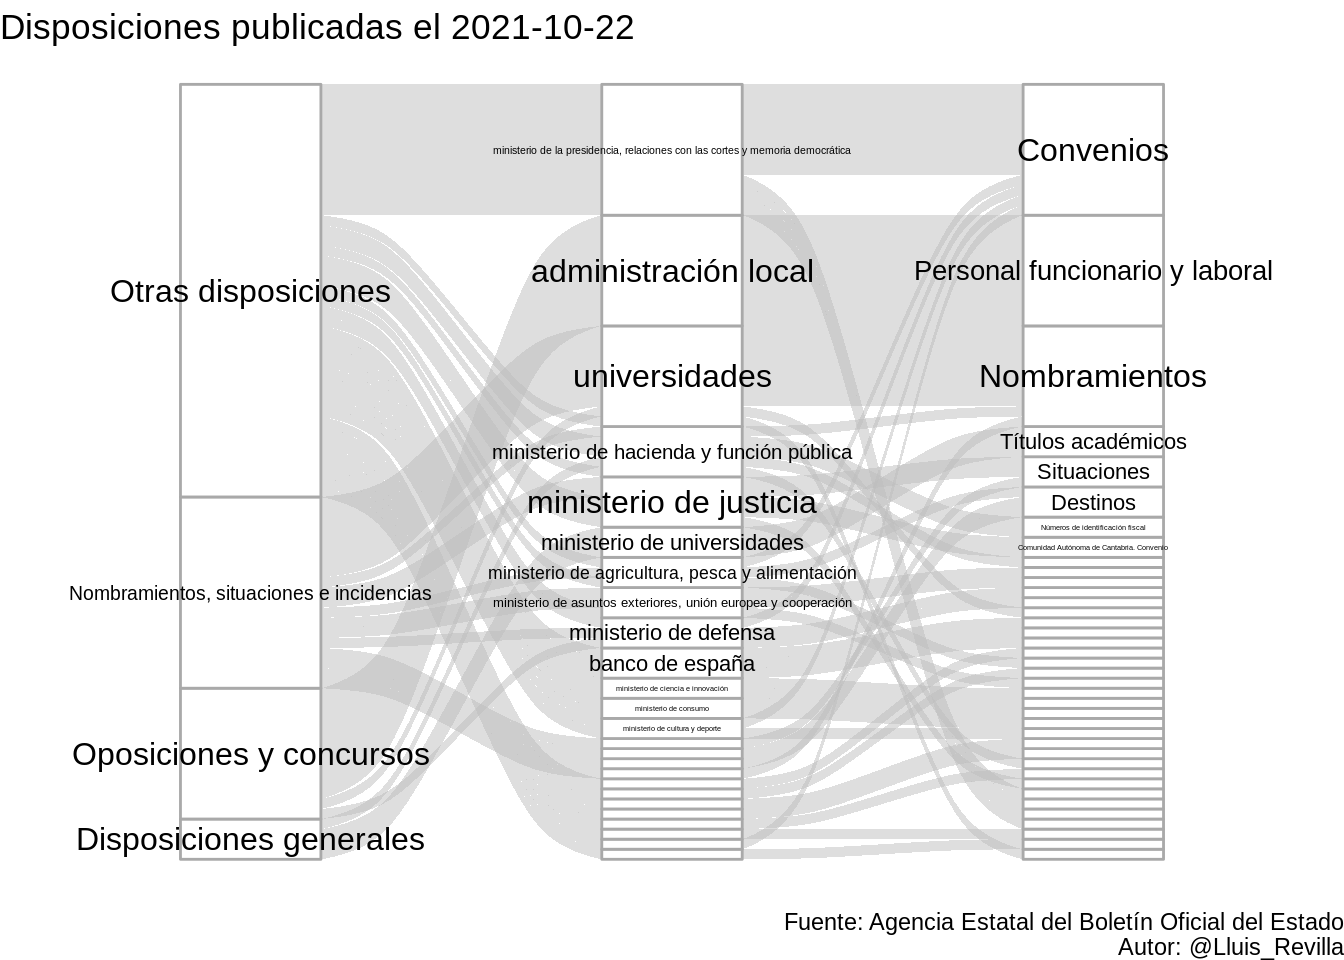 Disposiciones publicadas el 2021-10-22
Otras disposiciones
Nombramientos, situaciones e incidencias
Oposiciones y concursos
Disposiciones generales
ministerio de la presidencia, relaciones con las cortes y memoria democrática
administración local
universidades
ministerio de hacienda y función pública
ministerio de justicia
ministerio de universidades
ministerio de agricultura, pesca y alimentación
ministerio de asuntos exteriores, unión europea y cooperación
ministerio de defensa
banco de españa
ministerio de ciencia e innovación
ministerio de consumo
ministerio de cultura y deporte
Convenios
Personal funcionario y laboral
Nombramientos
Títulos académicos
Situaciones
Destinos
Números de identificación fiscal
Comunidad Autónoma de Cantabria. Convenio
Fuente: Agencia Estatal del Boletín Oficial del Estado
Autor: @Lluis_Revilla